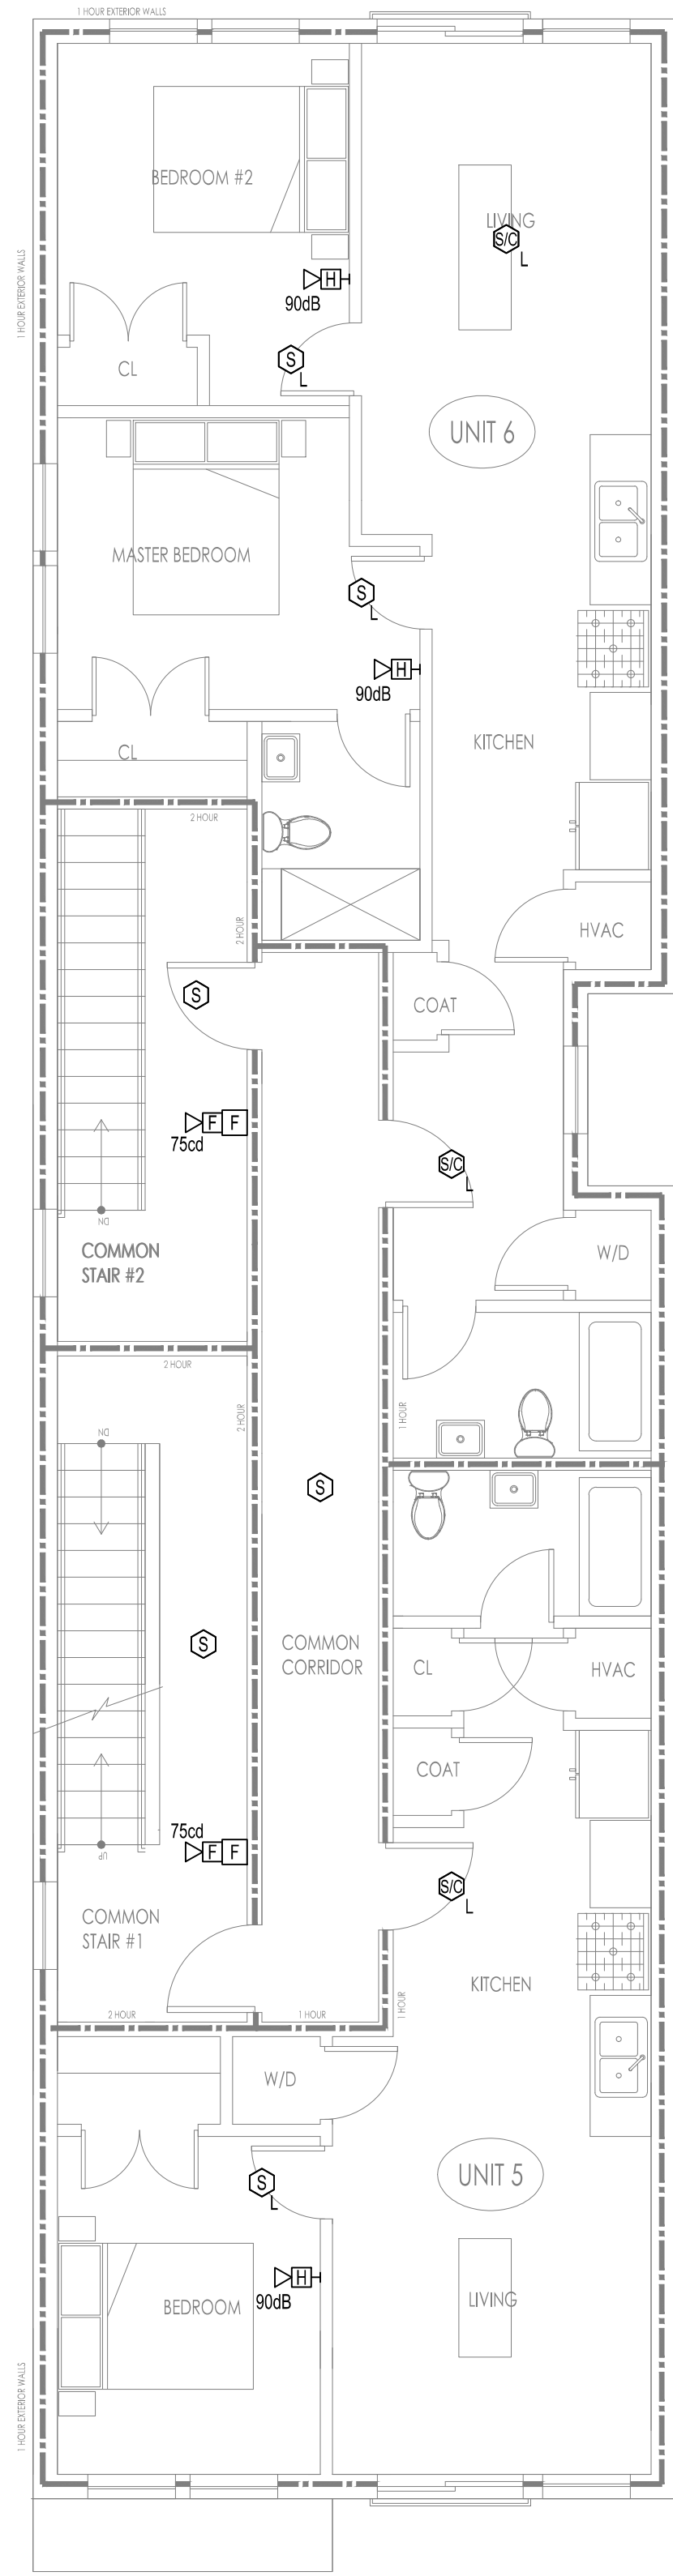 1 HOUR EXTERIOR WALLS
BEDROOM #2
LIVING
S/C
L
1 HOUR EXTERIOR WALLS
H
90dB
S
L
CL
UNIT 6
MASTER BEDROOM
S
L
H
90dB
KITCHEN
CL
2 HOUR
2 HOUR
HVAC
S
COAT
F F
75cd
S/C
L
DN
COMMON
STAIR #2
W/D
2 HOUR
2 HOUR
1 HOUR
DN
S
S
COMMON
CORRIDOR
CL
HVAC
COAT
75cd
F F
UP
S/C
L
COMMON
STAIR #1
KITCHEN
2 HOUR
1 HOUR
1 HOUR
W/D
S
L
UNIT 5
H
90dB
BEDROOM
LIVING
1 HOUR EXTERIOR WALLS